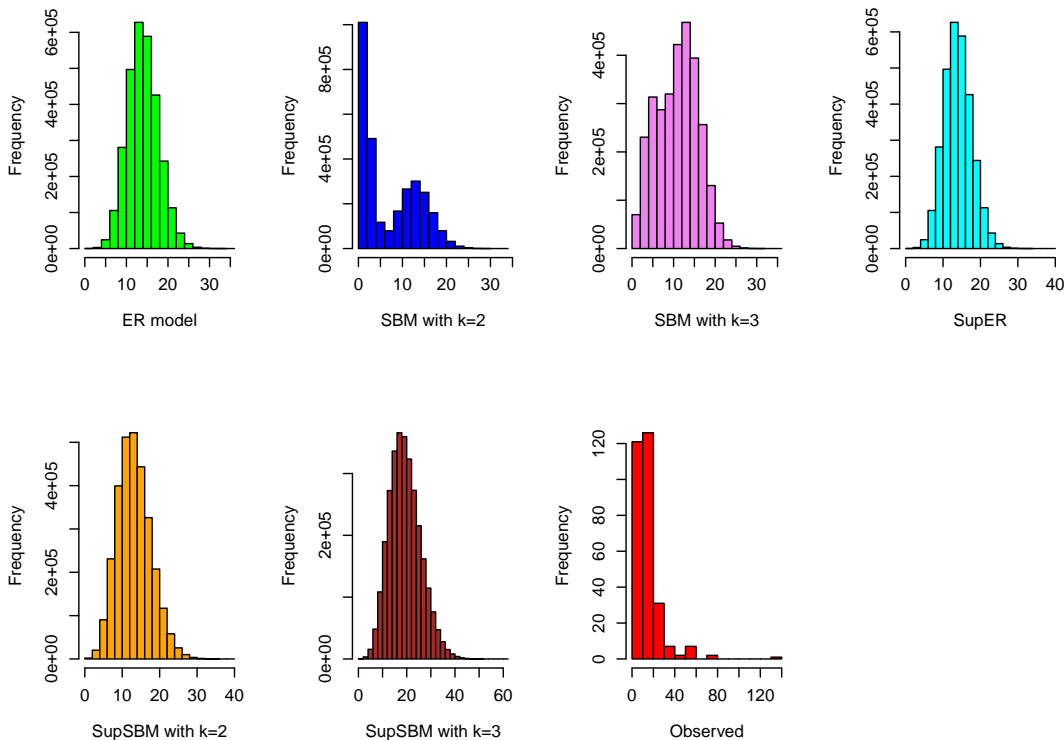 Frequency
0e+00 2e+05 4e+05 6e+05
0 10 20 30
ER model
Frequency
0e+00 4e+05 8e+05
0 10 20 30
SBM with k=2
Frequency
0e+00 2e+05 4e+05
0 10 20 30
SBM with k=3
Frequency
0e+00 2e+05 4e+05 6e+05
0 10 20 30 40
SupER
Frequency
0e+00 2e+05 4e+05
0 10 20 30 40
SupSBM with k=2
Frequency
0e+00 2e+05
0 20 40 60
SupSBM with k=3
Frequency
0 20 40 60 80 120
0 40 80 120
Observed